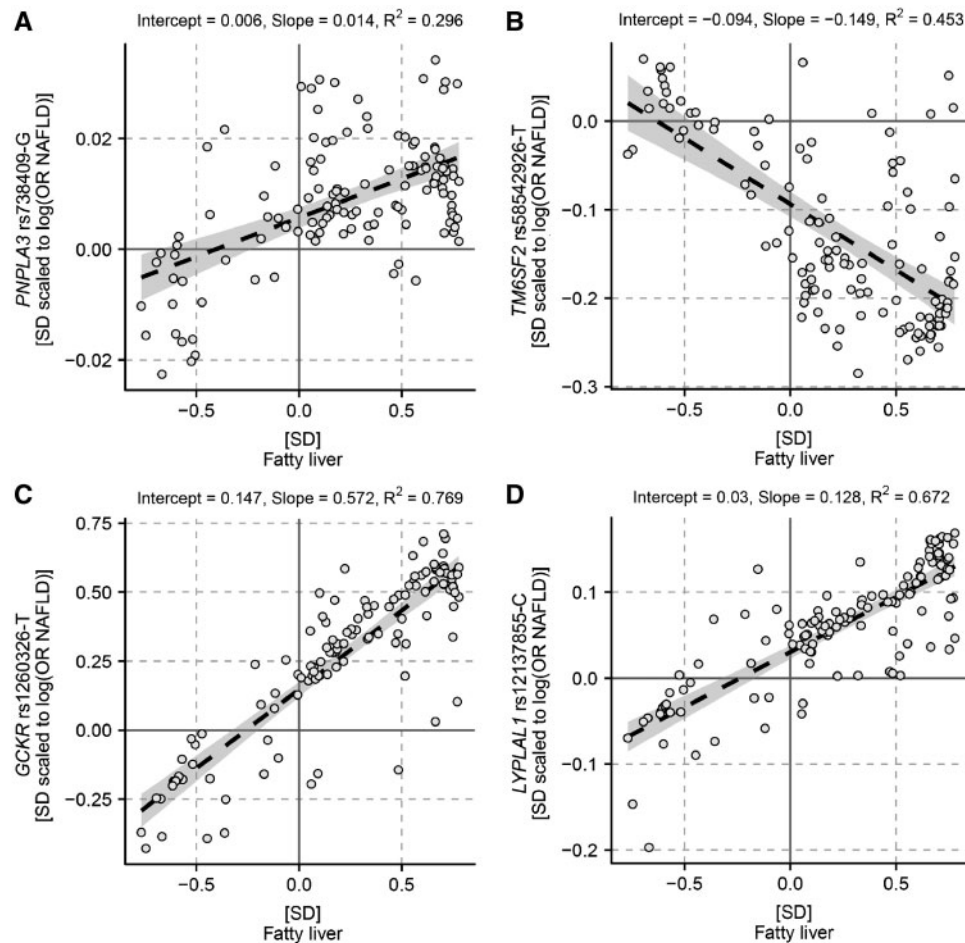 A
Intercept = 0.006, Slope = 0.014, R² = 0.296
PNPLA3 rs738409-G
[SD scaled to log(OR NAFLD)]
0.02
0.00
−0.02
−0.5
0.0
0.5
[SD]
Fatty liver
B
Intercept = −0.094, Slope = −0.149, R² = 0.453
TM6SF2 rs58542926-T
[SD scaled to log(OR NAFLD)]
0.0
−0.1
−0.2
−0.3
−0.5
0.0
0.5
[SD]
Fatty liver
C
Intercept = 0.147, Slope = 0.572, R² = 0.769
GCKR rs1260326-T
[SD scaled to log(OR NAFLD)]
0.75
0.50
0.25
0.00
−0.25
−0.5
0.0
0.5
[SD]
Fatty liver
D
Intercept = 0.03, Slope = 0.128, R² = 0.672
LYPLAL1 rs12137855-C
[SD scaled to log(OR NAFLD)]
0.1
0.0
−0.1
−0.2
−0.5
0.0
0.5
[SD]
Fatty liver